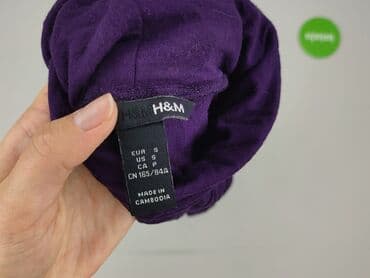 H&M H&M
EUR S
US S
CA P
CN 165/84A
MADE IN
CAMBODIA